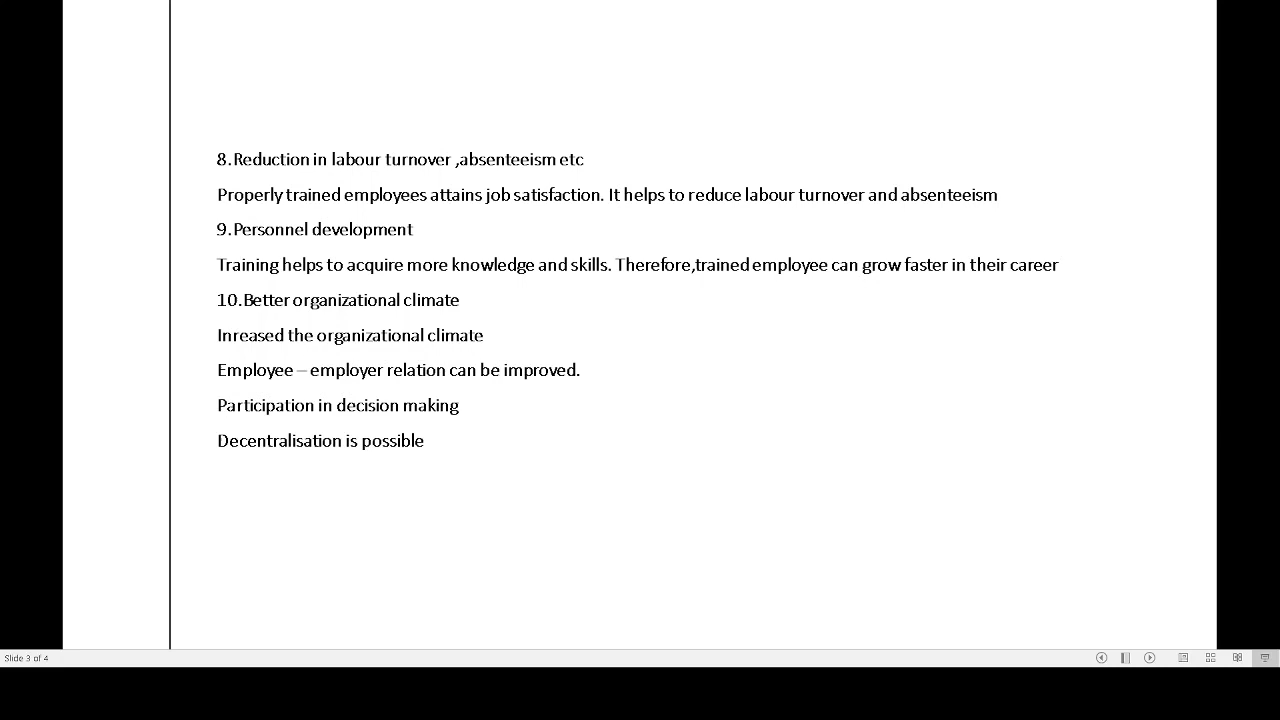 8.Reduction in labour turnover ,absenteeism etc
Properly trained employees attains job satisfaction. It helps to reduce labour turnover and absenteeism
9.Personnel development
Training helps to acquire more knowledge and skills. Therefore,trained employee can grow faster in their career
10.Better organizational climate
Inreased the organizational climate
Employee – employer relation can be improved.
Participation in decision making
Decentralisation is possible
Slide 3 of 4